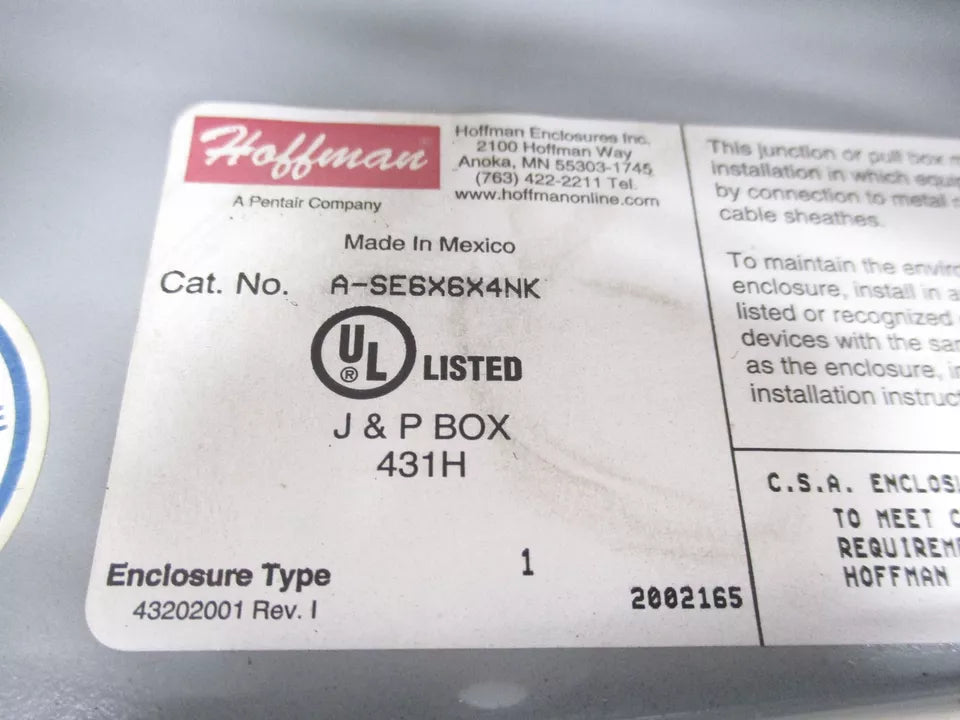 Hoffman
®
A Pentair Company
Hoffman Enclosures Inc.
2100 Hoffman Way
Anoka, MN 55303-1745
(763) 422-2211 Tel.
www.hoffmanonline.com
Made In Mexico
Cat. No. A-SE6X6X4NK
UL ® LISTED
J & P BOX
431H
Enclosure Type 1
43202001 Rev. I
2002165
This junction or pull box
installation in which
by connection to metal
cable sheathes.
To maintain the
enclosure, install in
listed or recognized
devices with the
as the enclosure,
installation
C.S.A.
TO MEET
HOFFMAN
E